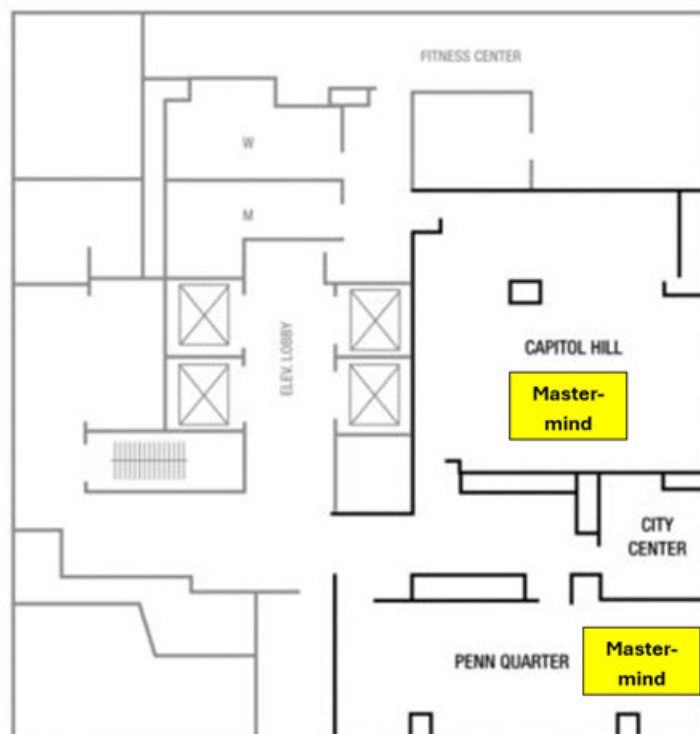 FITNESS CENTER
W
M
ELEV. LOBBY
CAPITOL HILL
Master-
mind
CITY
CENTER
PENN QUARTER
Master-
mind